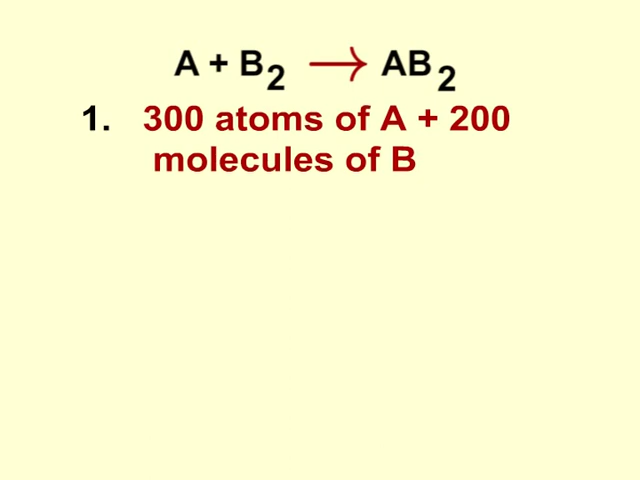 A + B₂ → AB₂
1. 300 atoms of A + 200
molecules of B